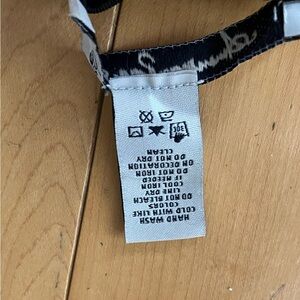 HAND WASH
COLD WITH LIKE
COLORS
DO NOT BLEACH
LINE DRY
COOL IRON
IF NEEDED
DO NOT IRON
ON DECORATION
DO NOT DRY
CLEAN